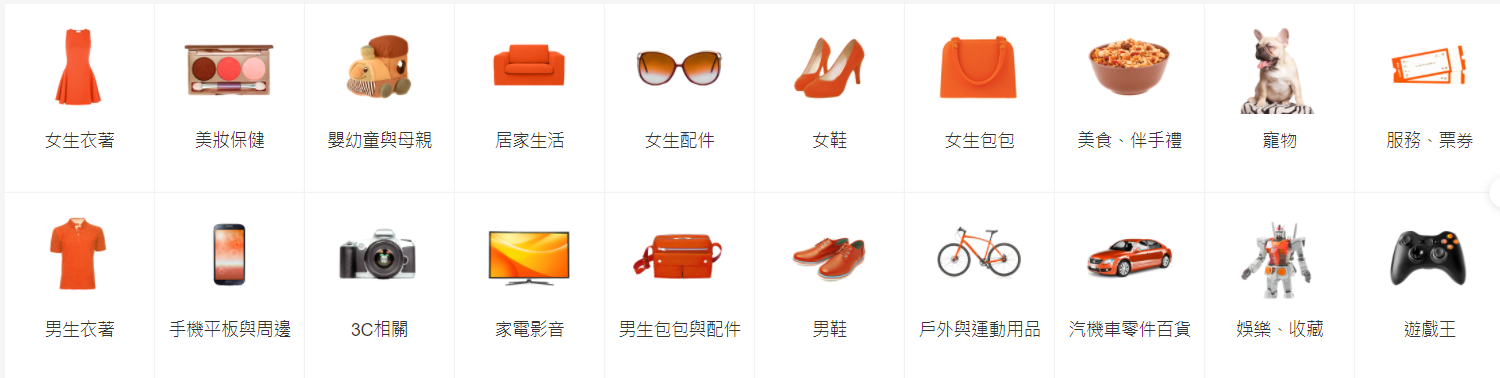 女生衣著
美妝保健
嬰幼童與母親
居家生活
女生配件
女鞋
女生包包
美食、伴手禮
寵物
服務、票券
男生衣著
手機平板與周邊
3C相關
家電影音
男生包包與配件
男鞋
戶外與運動用品
汽機車零件百貨
娛樂、收藏
遊戲王